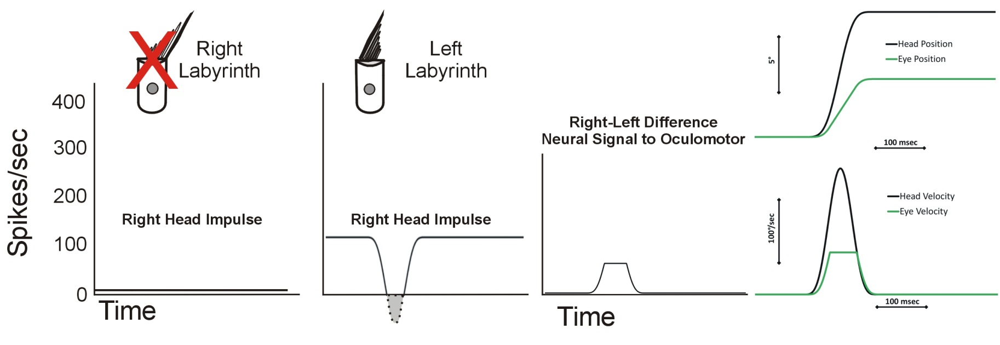 Right
Labyrinth
Left
Labyrinth
Spikes/sec
400
300
200
100
0
Right Head Impulse
Time
Right Head Impulse
Right-Left Difference
Neural Signal to Oculomotor
Time
5°
Head Position
Eye Position
100 msec
100°/sec
Head Velocity
Eye Velocity
100 msec